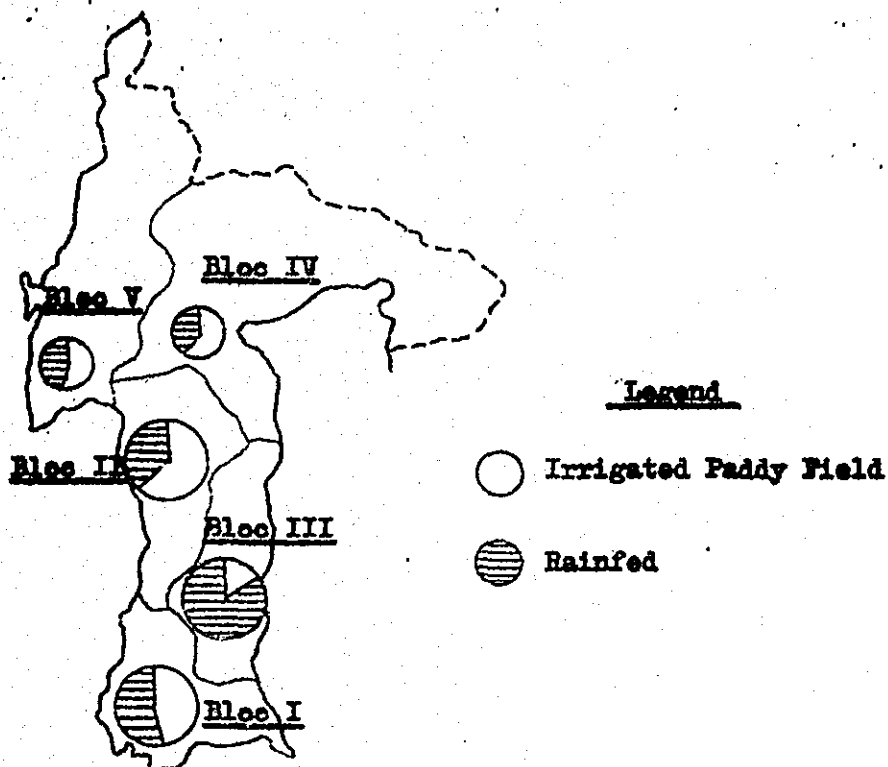 Bloc IV
Bloc V
Bloc II
Bloc III
Bloc I
Legend
Irrigated Paddy Field
Rainfed